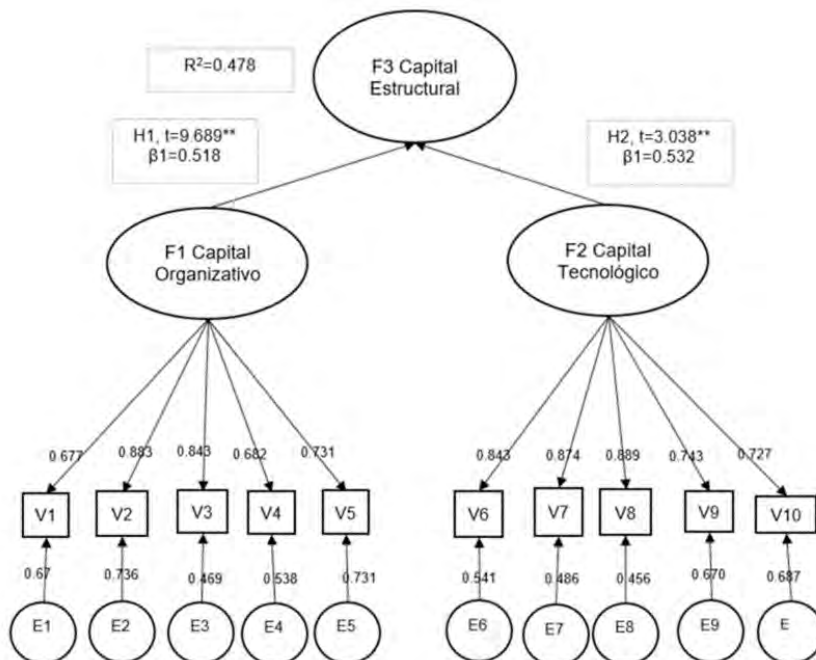 R²=0.478
F3 Capital
Estructural
H1, t=9.689**
β1=0.518
H2, t=3.038**
β1=0.532
F1 Capital
Organizativo
F2 Capital
Tecnológico
0.677
0.883
0.843
0.682
0.731
0.843
0.874
0.889
0.743
0.727
V1
V2
V3
V4
V5
V6
V7
V8
V9
V10
0.67
0.736
0.469
0.538
0.731
0.541
0.486
0.456
0.670
0.687
E1
E2
E3
E4
E5
E6
E7
E8
E9
E